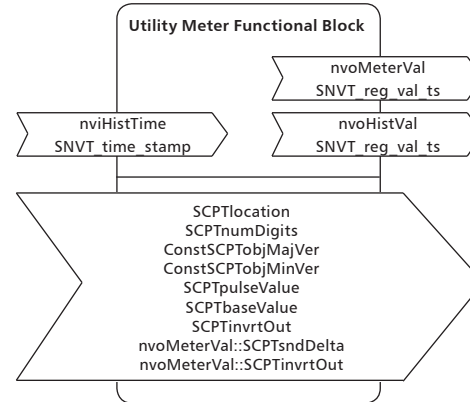 Utility Meter Functional Block
nvoMeterVal
SNVT_reg_val_ts
nviHistTime
SNVT_time_stamp
nvoHistVal
SNVT_reg_val_ts
SCPTlocation
SCPTnumDigits
ConstSCPTobjMajVer
ConstSCPTobjMinVer
SCPTpulseValue
SCPTbaseValue
SCPTinvrtOut
nvoMeterVal::SCPTsndDelta
nvoMeterVal::SCPTinvrtOut